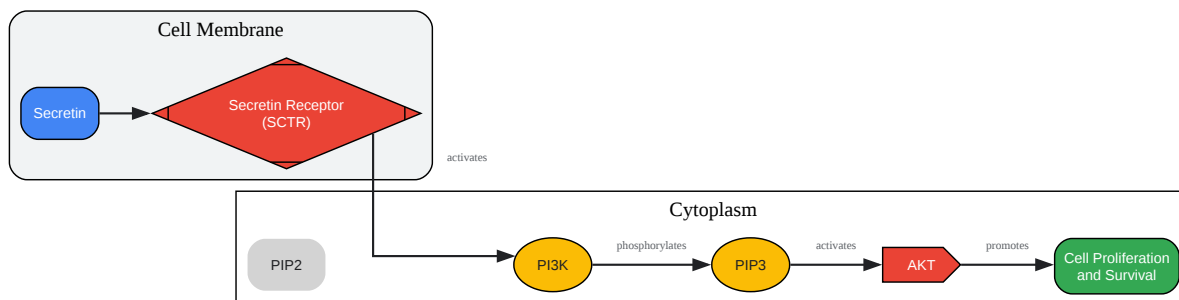 Cell Membrane
Secretin
Secretin Receptor
(SCTR)
activates
Cytoplasm
PIP2
PI3K
phosphorylates
PIP3
activates
AKT
promotes
Cell Proliferation
and Survival